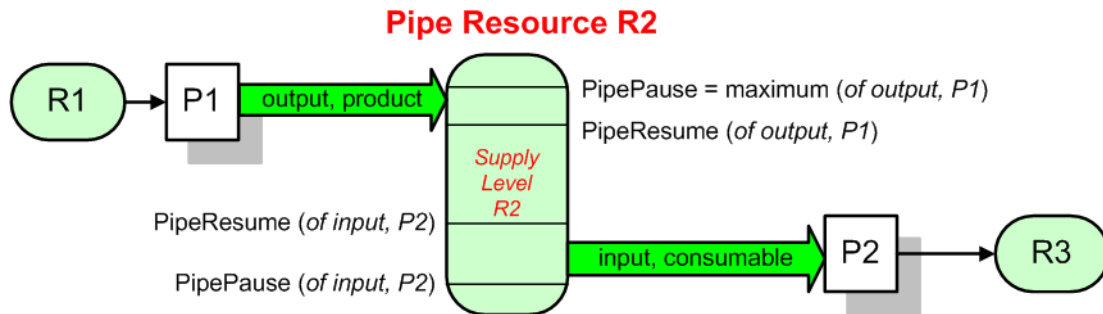 Pipe Resource R2
R1
P1
output, product
PipePause = maximum (of output, P1)
PipeResume (of output, P1)
Supply
Level
R2
PipeResume (of input, P2)
input, consumable
P2
R3
PipePause (of input, P2)